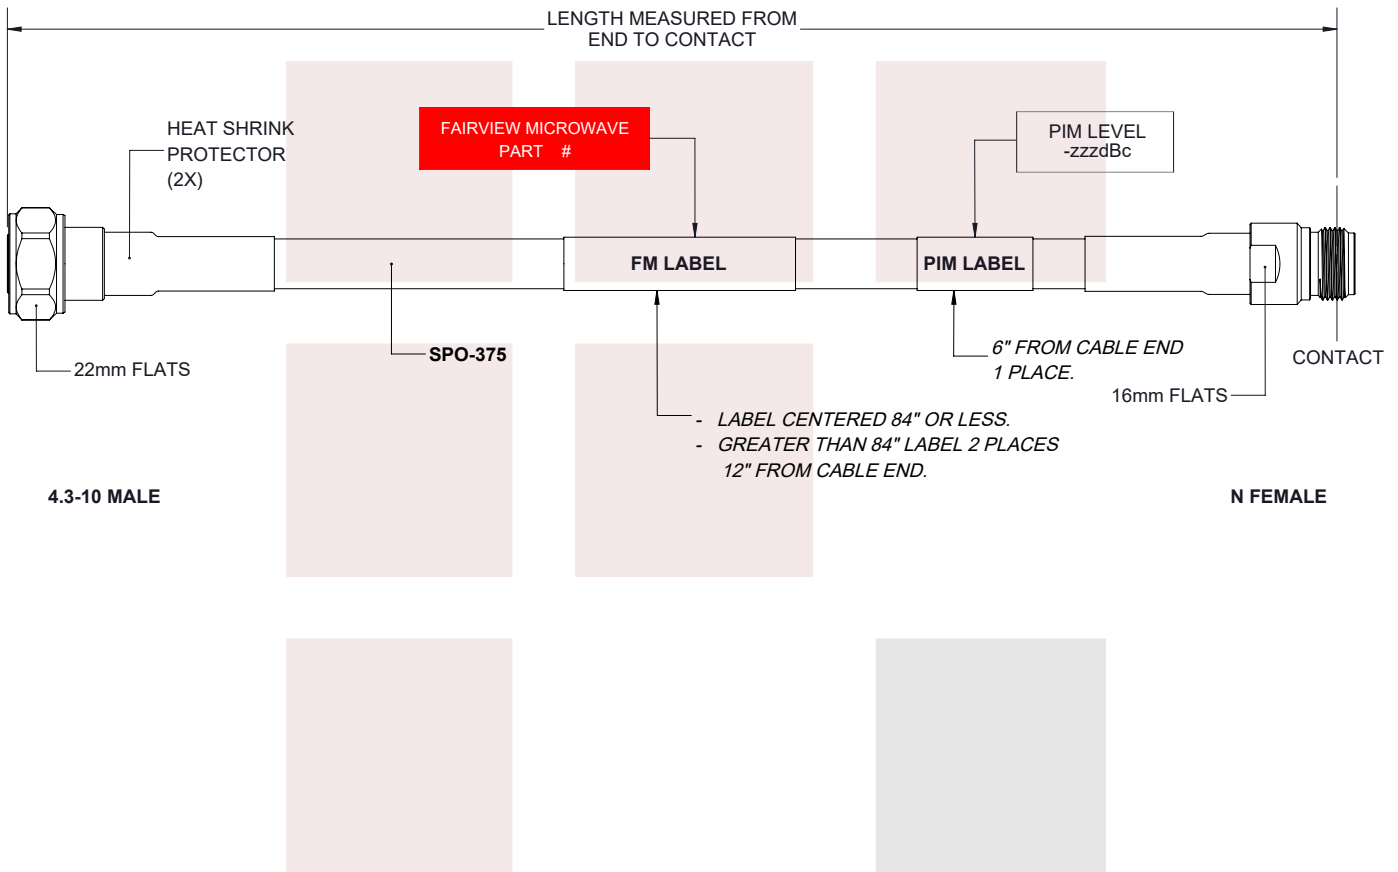 LENGTH MEASURED FROM
END TO CONTACT
HEAT SHRINK
PROTECTOR
(2X)
FAIRVIEW MICROWAVE
PART #
PIM LEVEL
-zzzdBc
FM LABEL
PIM LABEL
22mm FLATS
SPO-375
6" FROM CABLE END
1 PLACE.
CONTACT
16mm FLATS
- LABEL CENTERED 84" OR LESS.
- GREATER THAN 84" LABEL 2 PLACES
12" FROM CABLE END.
4.3-10 MALE
N FEMALE